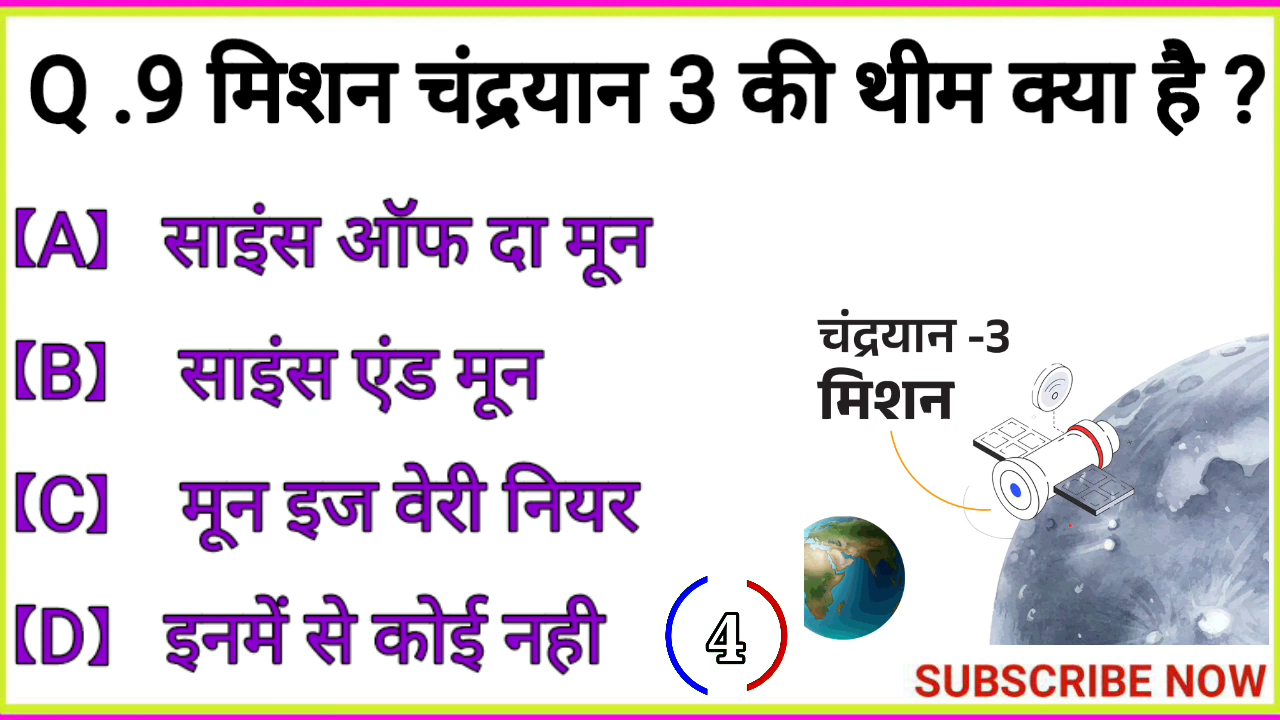 Q .9 मिशन चंद्रयान 3 की थीम क्या है ?
【A】 साइंस ऑफ दा मून
【B】 साइंस एंड मून
【C】 मून इज वेरी नियर
【D】 इनमें से कोई नही
चंद्रयान -3
मिशन
4
SUBSCRIBE NOW